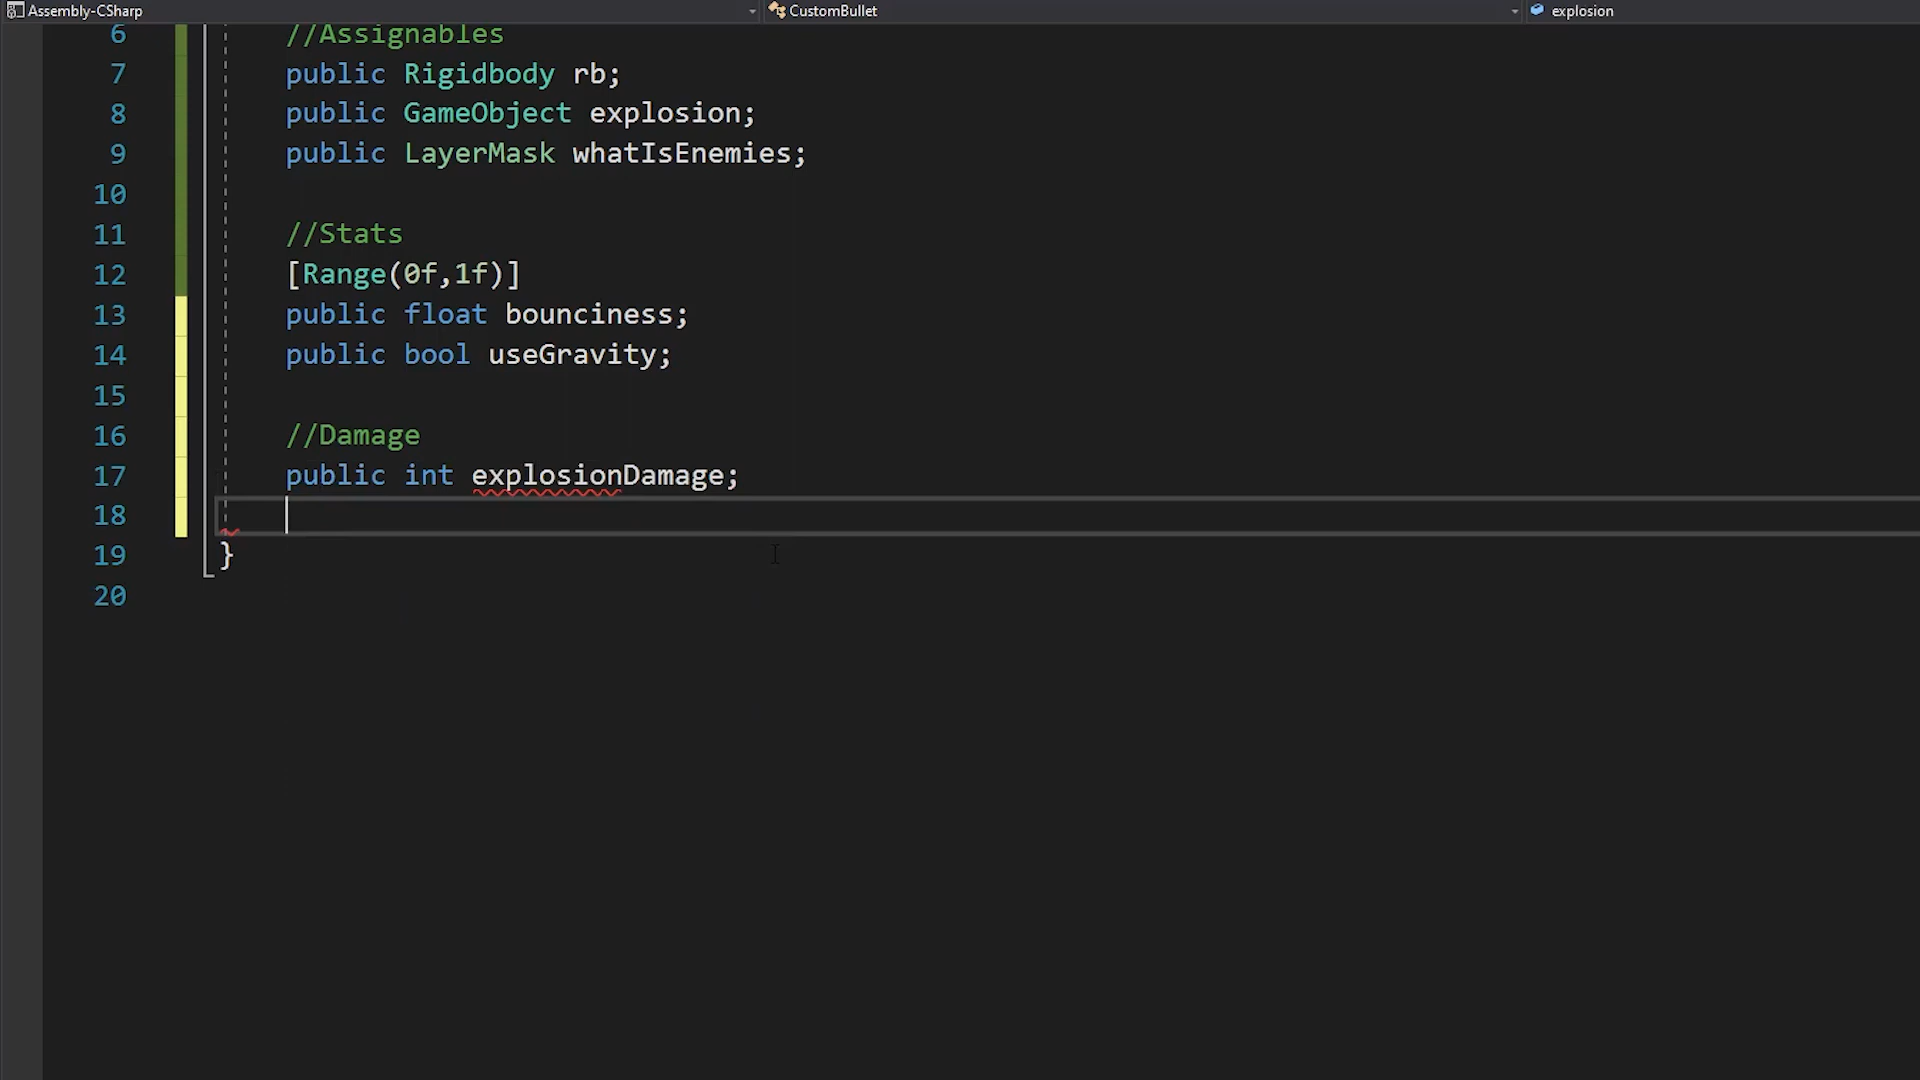 Assembly-CSharp CustomBullet explosion
6 //Assignables
7 public Rigidbody rb;
8 public GameObject explosion;
9 public LayerMask whatIsEnemies;
10
11 //Stats
12 [Range(0f,1f)]
13 public float bounciness;
14 public bool useGravity;
15
16 //Damage
17 public int explosionDamage;
18
19 }
20